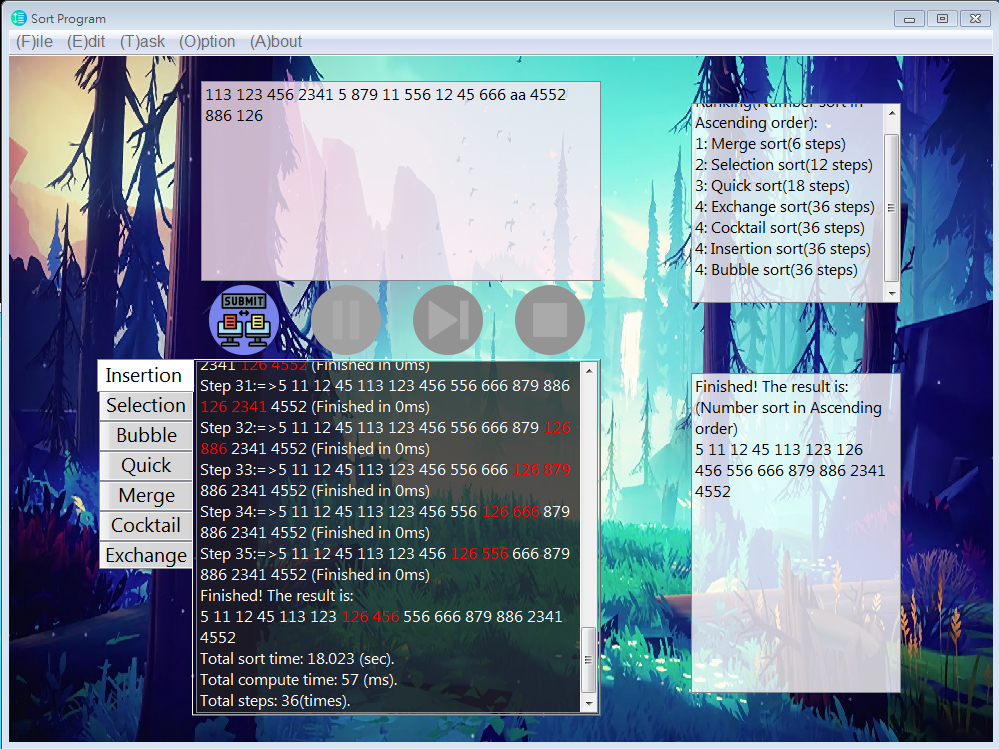 Sort Program
(F)ile (E)dit (T)ask (O)ption (A)bout
113 123 456 2341 5 879 11 556 12 45 666 aa 4552
886 126
Ranking(Number sort in
Ascending order):
1: Merge sort(6 steps)
2: Selection sort(12 steps)
3: Quick sort(18 steps)
4: Exchange sort(36 steps)
4: Cocktail sort(36 steps)
4: Insertion sort(36 steps)
4: Bubble sort(36 steps)
SUBMIT
Insertion
Selection
Bubble
Quick
Merge
Cocktail
Exchange
2341 126 4552 (Finished in 0ms)
Step 31:=>5 11 12 45 113 123 456 556 666 879 886
126 2341 4552 (Finished in 0ms)
Step 32:=>5 11 12 45 113 123 456 556 666 879 126
886 2341 4552 (Finished in 0ms)
Step 33:=>5 11 12 45 113 123 456 556 666 126 879
886 2341 4552 (Finished in 0ms)
Step 34:=>5 11 12 45 113 123 456 556 126 666 879
886 2341 4552 (Finished in 0ms)
Step 35:=>5 11 12 45 113 123 456 126 556 666 879
886 2341 4552 (Finished in 0ms)
Finished! The result is:
5 11 12 45 113 123 126 456 556 666 879 886 2341
4552
Total sort time: 18.023 (sec).
Total compute time: 57 (ms).
Total steps: 36(times).
Finished! The result is:
(Number sort in Ascending
order)
5 11 12 45 113 123 126
456 556 666 879 886 2341
4552